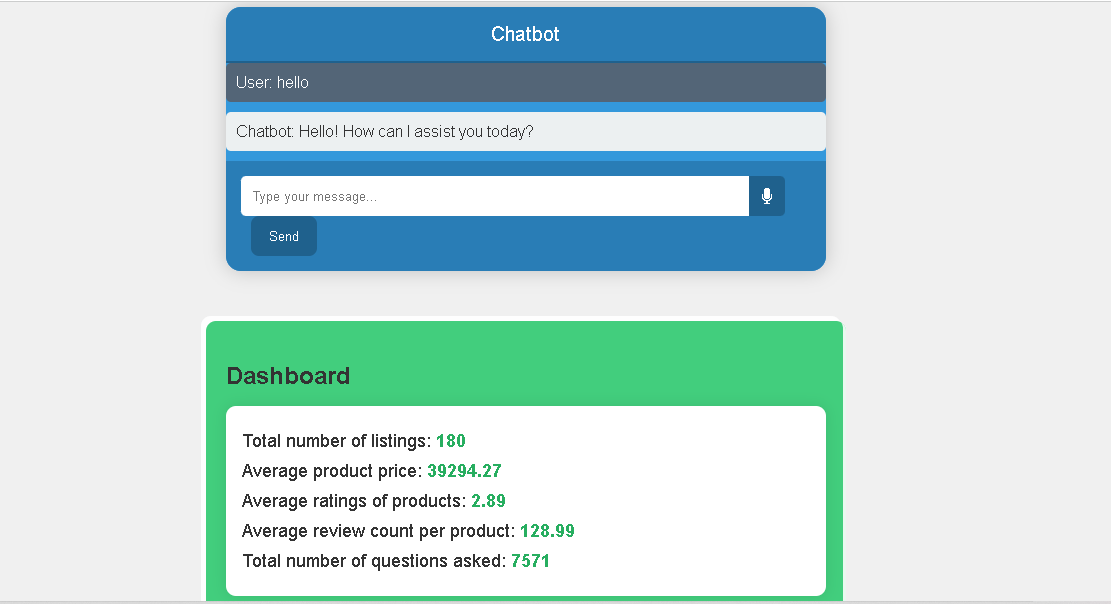 Chatbot
User: hello
Chatbot: Hello! How can I assist you today?
Type your message...
Send
Dashboard
Total number of listings: 180
Average product price: 39294.27
Average ratings of products: 2.89
Average review count per product: 128.99
Total number of questions asked: 7571